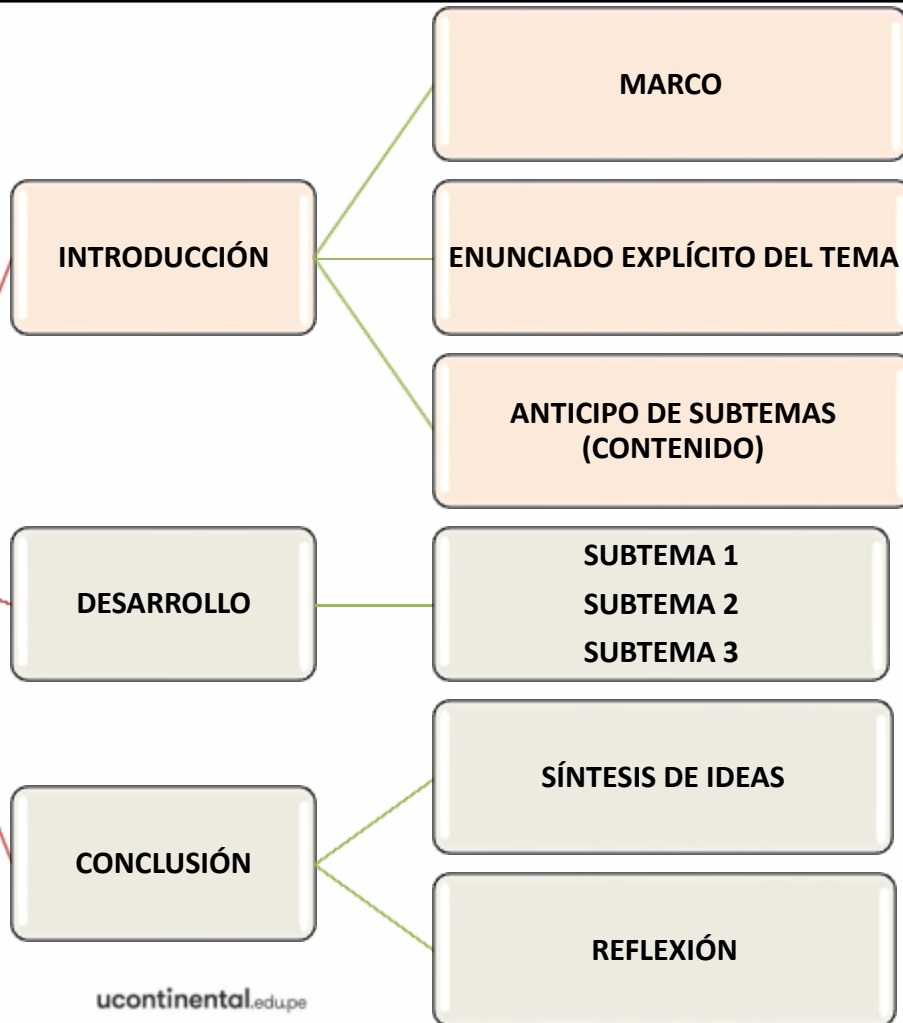 MARCO
INTRODUCCIÓN
ENUNCIADO EXPLÍCITO DEL TEMA
ANTICIPO DE SUBTEMAS
(CONTENIDO)
DESARROLLO
SUBTEMA 1
SUBTEMA 2
SUBTEMA 3
SÍNTESIS DE IDEAS
CONCLUSIÓN
REFLEXIÓN
ucontinental.edu.pe